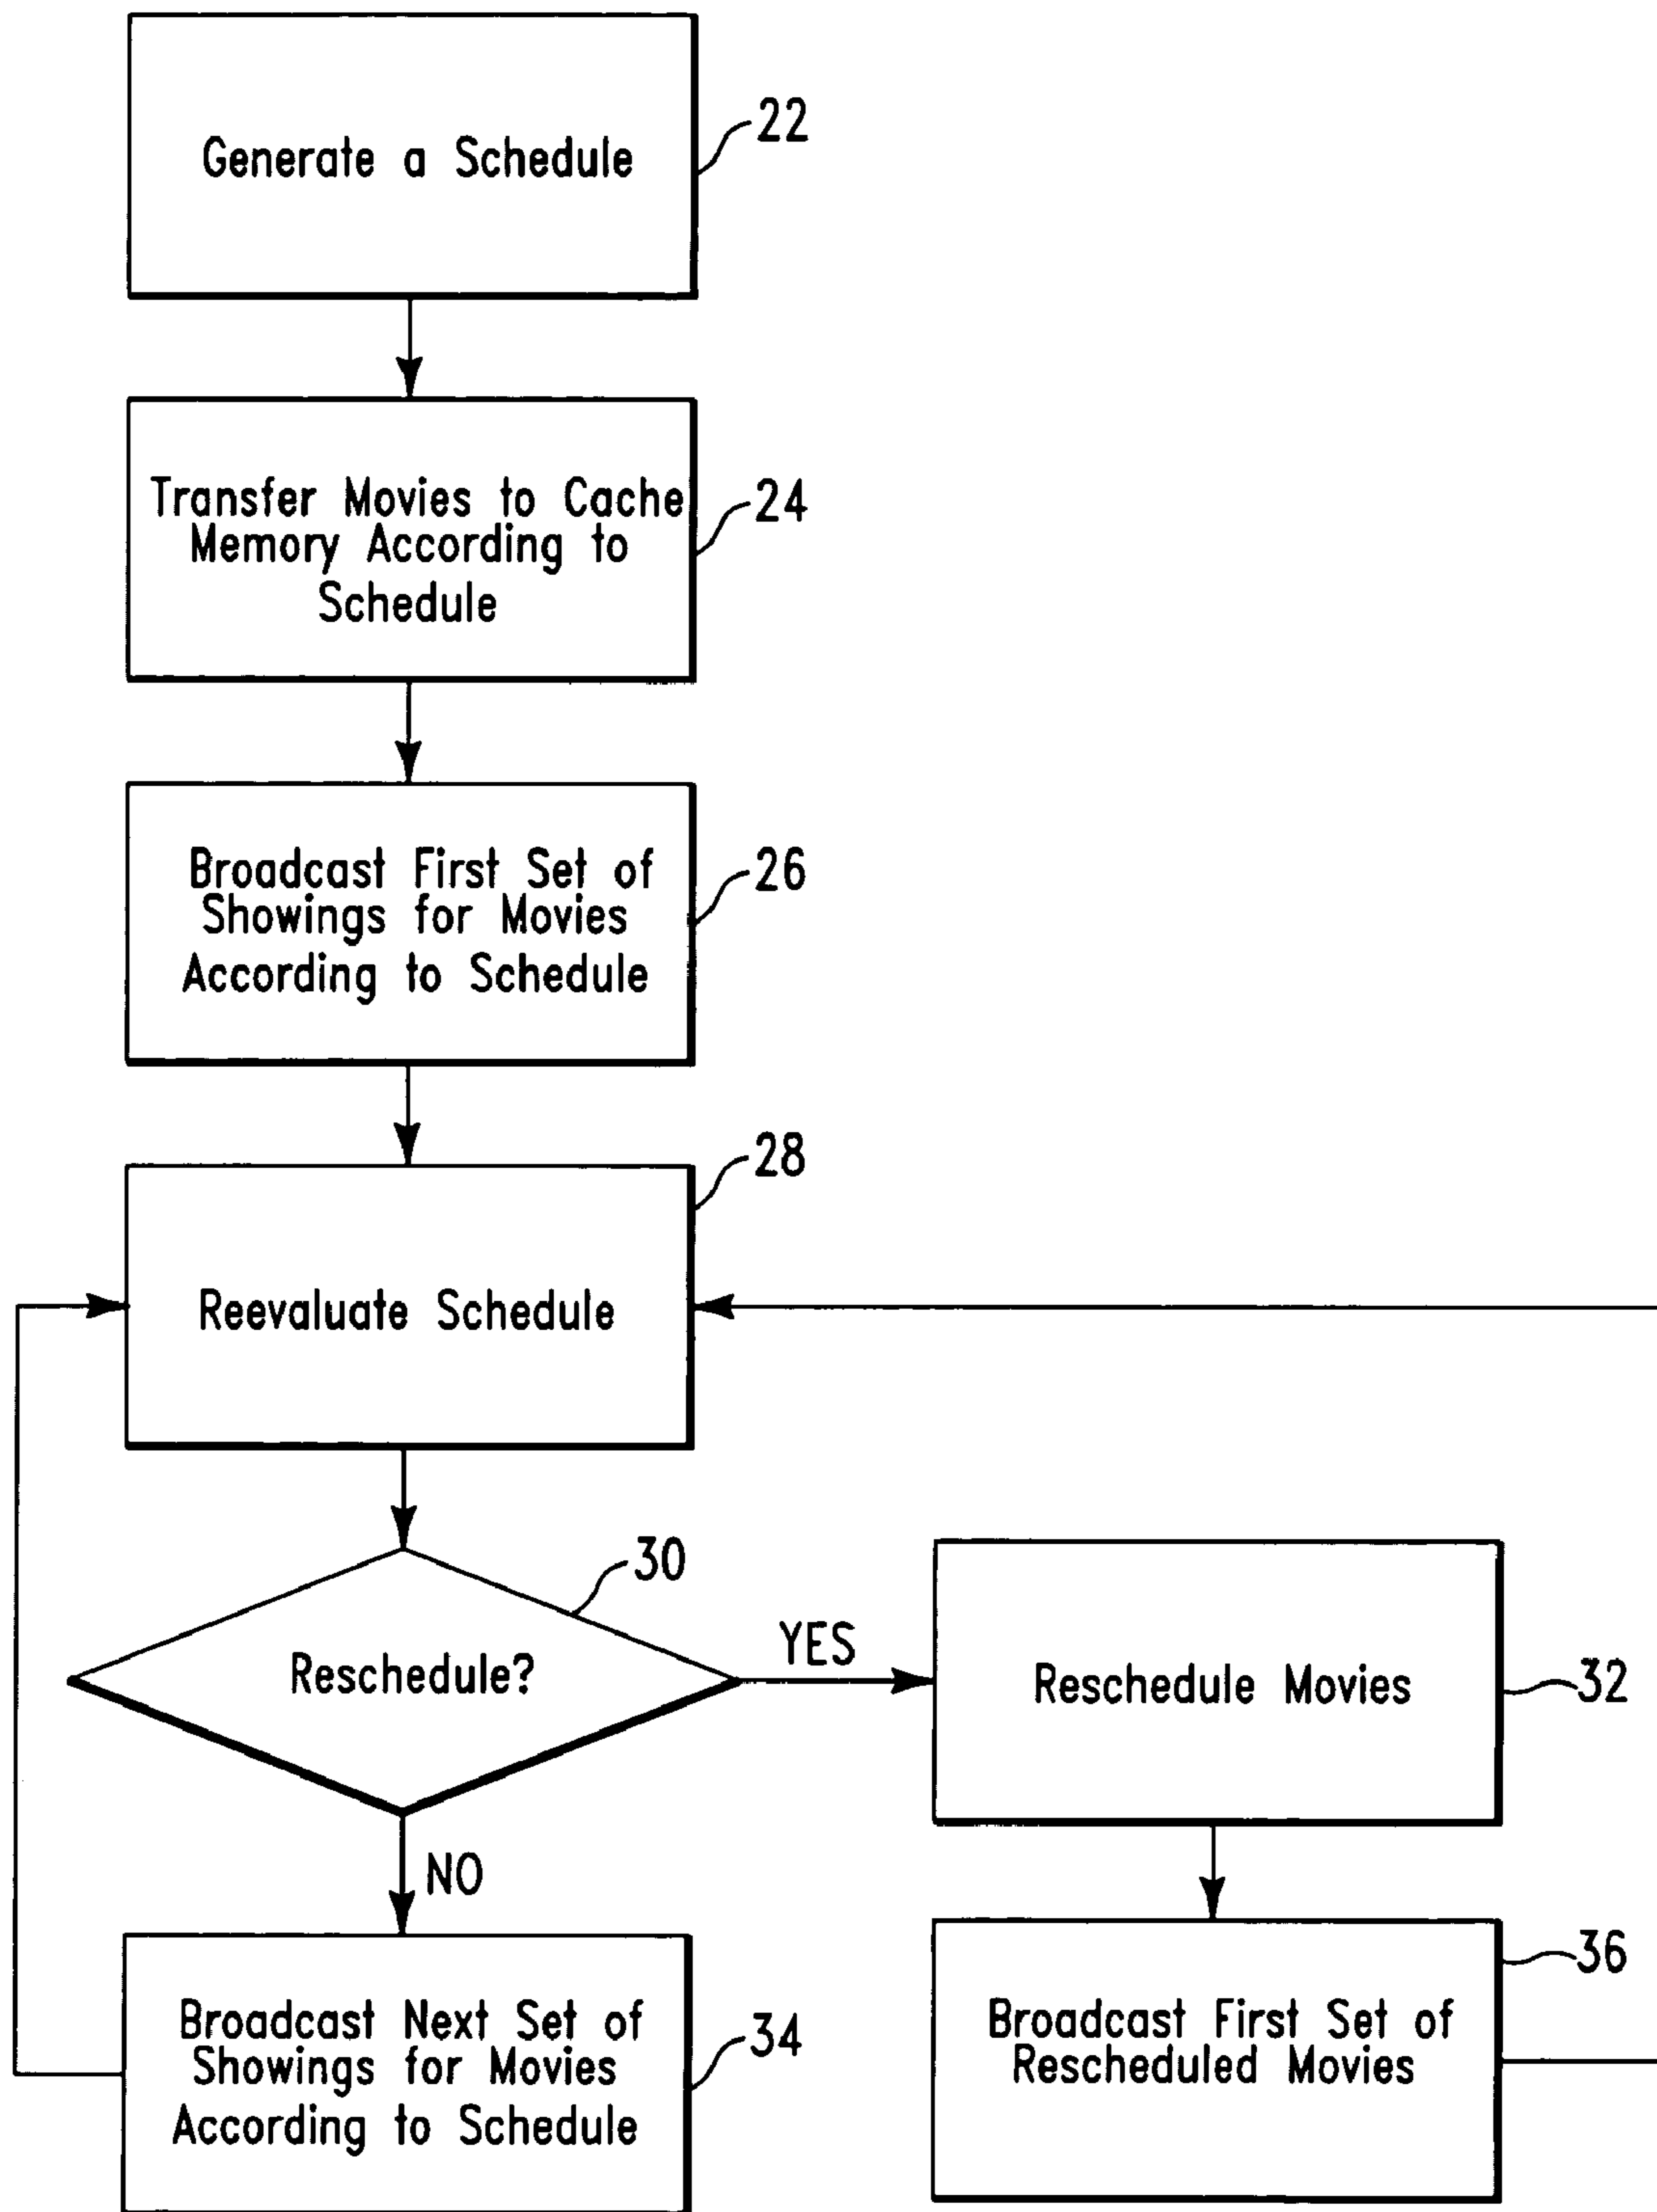 Generate a Schedule
22
Transfer Movies to Cache
Memory According to
Schedule
24
Broadcast First Set of
Showings for Movies
According to Schedule
26
Reevaluate Schedule
28
Reschedule?
30
YES
NO
Reschedule Movies
32
Broadcast Next Set of
Showings for Movies
According to Schedule
34
Broadcast First Set of
Rescheduled Movies
36